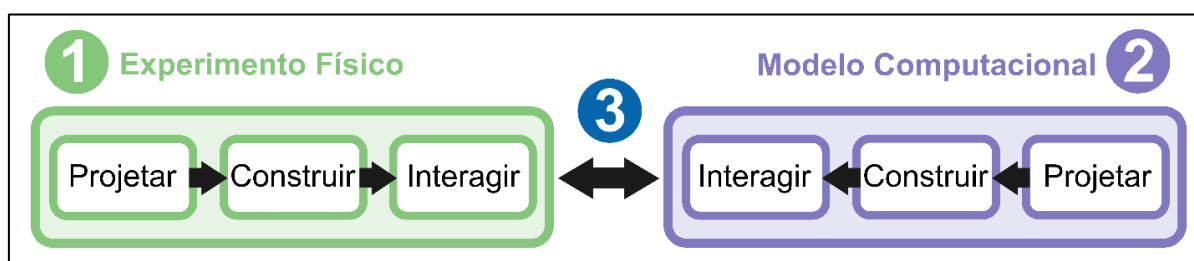 1 Experimento Físico
Modelo Computacional 2
3
Projetar Construir Interagir
Interagir Construir Projetar